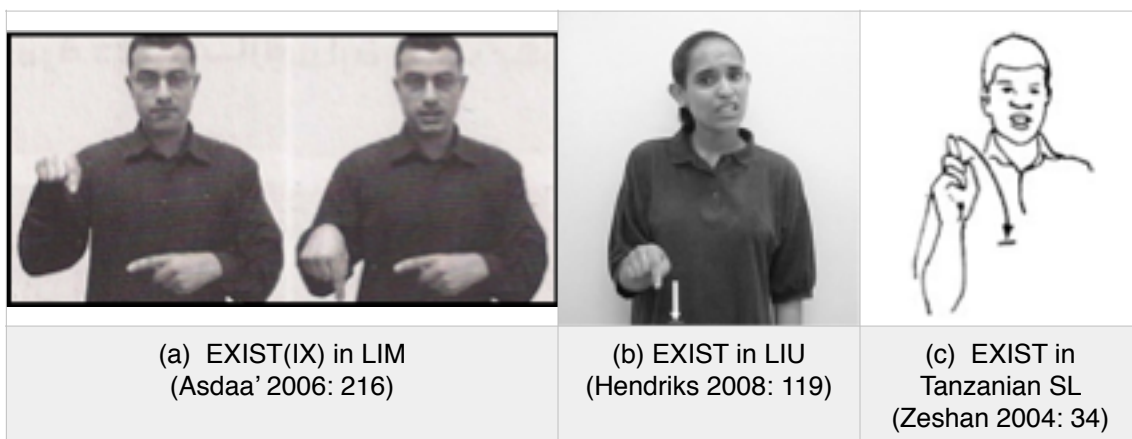 (a) EXIST(IX) in LIM
(Asdaa' 2006: 216)
(b) EXIST in LIU
(Hendriks 2008: 119)
(c) EXIST in
Tanzanian SL
(Zeshan 2004: 34)